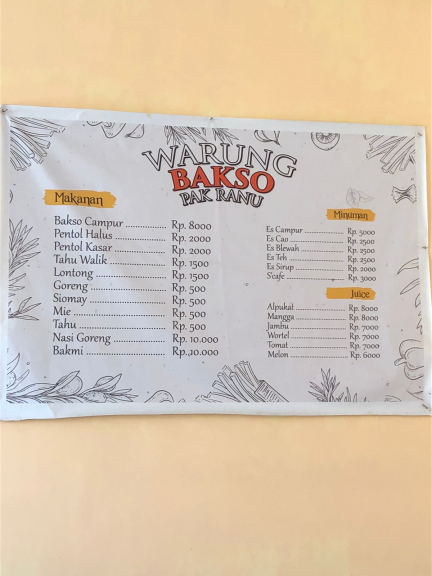 WARUNG
BAKSO
PAK RANU
Makanan
Bakso Campur .................... Rp. 8000
Pentol Halus .................... Rp. 2000
Pentol Kasar .................... Rp. 2000
Tahu Walik .................... Rp. 1500
Lontong .................... Rp. 1500
Goreng .................... Rp. 500
Siomay .................... Rp. 500
Mie .................... Rp. 500
Tahu .................... Rp. 500
Nasi Goreng .................... Rp. 10.000
Bakmi .................... Rp. 10.000
Minuman
Es Campur .................... Rp. 5000
Es Cao .................... Rp. 2500
Es Blewah .................... Rp. 2500
Es Teh .................... Rp. 2500
Es Sirup .................... Rp. 2000
S'cafe .................... Rp. 3000
Juice
Alpukat .................... Rp. 8000
Mangga .................... Rp. 8000
Jambu .................... Rp. 7000
Wortel .................... Rp. 7000
Tomat .................... Rp. 7000
Melon .................... Rp. 6000